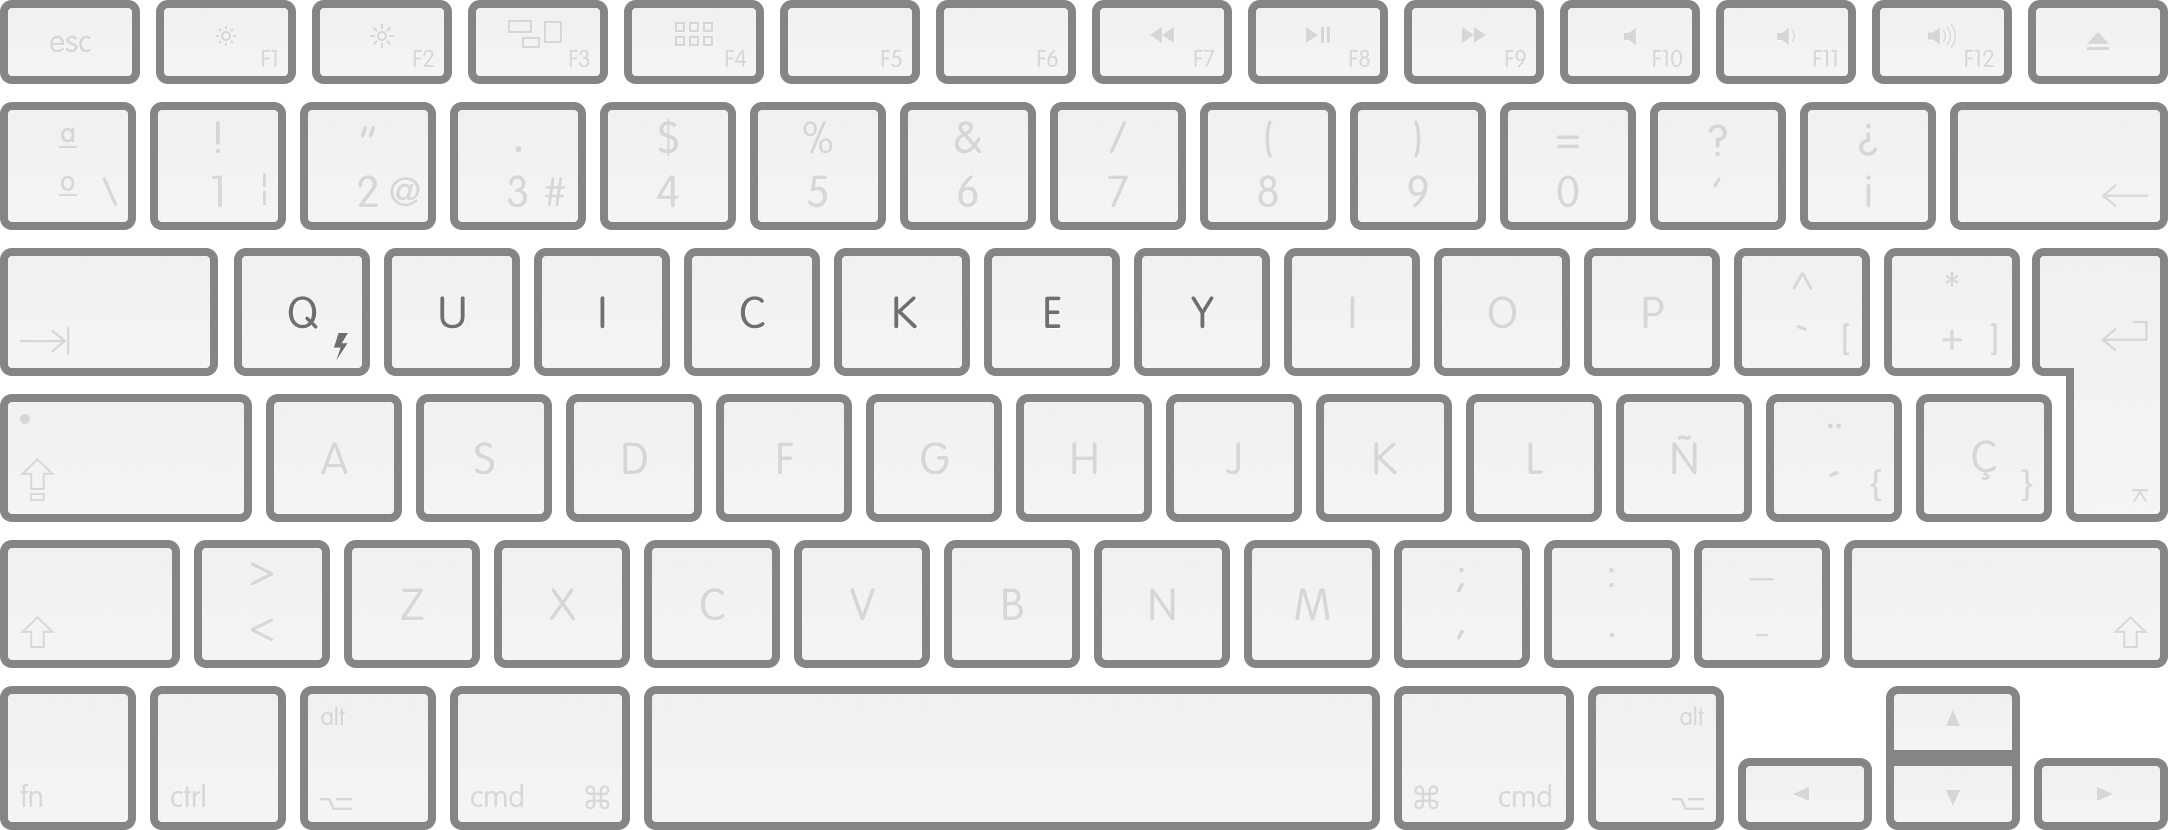 esc F1 F2 F3 F4 F5 F6 F7 F8 F9 F10 F11 F12
ª ! " · $ % & / ( ) = ? ¿
º \ 1 ¦ 2 @ 3 # 4 5 6 7 8 9 0 ' i
Q U I C K E Y I O P ^ ` [ * + ]
A S D F G H J K L Ñ ¨ ´ { Ç }
> < Z X C V B N M ; , : . — -
fn ctrl alt cmd ⌘ ⌘ cmd alt